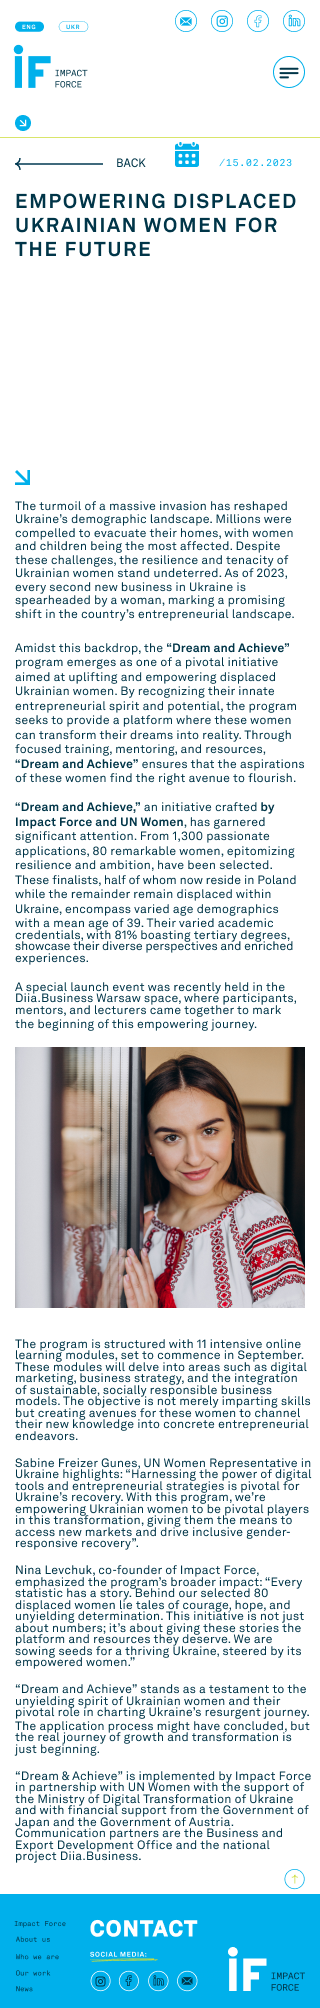 ENG UKR
iF IMPACT
FORCE
BACK /15.02.2023
EMPOWERING DISPLACED
UKRAINIAN WOMEN FOR
THE FUTURE
The turmoil of a massive invasion has reshaped
Ukraine's demographic landscape. Millions were
compelled to evacuate their homes, with women
and children being the most affected. Despite
these challenges, the resilience and tenacity of
Ukrainian women stand undeterred. As of 2023,
every second new business in Ukraine is
spearheaded by a woman, marking a promising
shift in the country's entrepreneurial landscape.
Amidst this backdrop, the “Dream and Achieve”
program emerges as one of a pivotal initiative
aimed at uplifting and empowering displaced
Ukrainian women. By recognizing their innate
entrepreneurial spirit and potential, the program
seeks to provide a platform where these women
can transform their dreams into reality. Through
focused training, mentoring, and resources,
“Dream and Achieve” ensures that the aspirations
of these women find the right avenue to flourish.
“Dream and Achieve,” an initiative crafted by
Impact Force and UN Women, has garnered
significant attention. From 1,300 passionate
applications, 80 remarkable women, epitomizing
resilience and ambition, have been selected.
These finalists, half of whom now reside in Poland
while the remainder remain displaced within
Ukraine, encompass varied age demographics
with a mean age of 39. Their varied academic
credentials, with 81% boasting tertiary degrees,
showcase their diverse perspectives and enriched
experiences.
A special launch event was recently held in the
Diia.Business Warsaw space, where participants,
mentors, and lecturers came together to mark
the beginning of this empowering journey.
The program is structured with 11 intensive online
learning modules, set to commence in September.
These modules will delve into areas such as digital
marketing, business strategy, and the integration
of sustainable, socially responsible business
models. The objective is not merely imparting skills
but creating avenues for these women to channel
their new knowledge into concrete entrepreneurial
endeavors.
Sabine Freizer Gunes, UN Women Representative in
Ukraine highlights: “Harnessing the power of digital
tools and entrepreneurial strategies is pivotal for
Ukraine's recovery. With this program, we're
empowering Ukrainian women to be pivotal players
in this transformation, giving them the means to
access new markets and drive inclusive gender-
responsive recovery”.
Nina Levchuk, co-founder of Impact Force,
emphasized the program's broader impact: “Every
statistic has a story. Behind our selected 80
displaced women lie tales of courage, hope, and
unyielding determination. This initiative is not just
about numbers; it's about giving these stories the
platform and resources they deserve. We are
sowing seeds for a thriving Ukraine, steered by its
empowered women.”
“Dream and Achieve” stands as a testament to the
unyielding spirit of Ukrainian women and their
pivotal role in charting Ukraine's resurgent journey.
The application process might have concluded, but
the real journey of growth and transformation is
just beginning.
“Dream & Achieve” is implemented by Impact Force
in partnership with UN Women with the support of
the Ministry of Digital Transformation of Ukraine
and with financial support from the Government of
Japan and the Government of Austria.
Communication partners are the Business and
Export Development Office and the national
project Diia.Business.
Impact Force
About us
Who we are
Our work
News
CONTACT
SOCIAL MEDIA:
iF IMPACT
FORCE